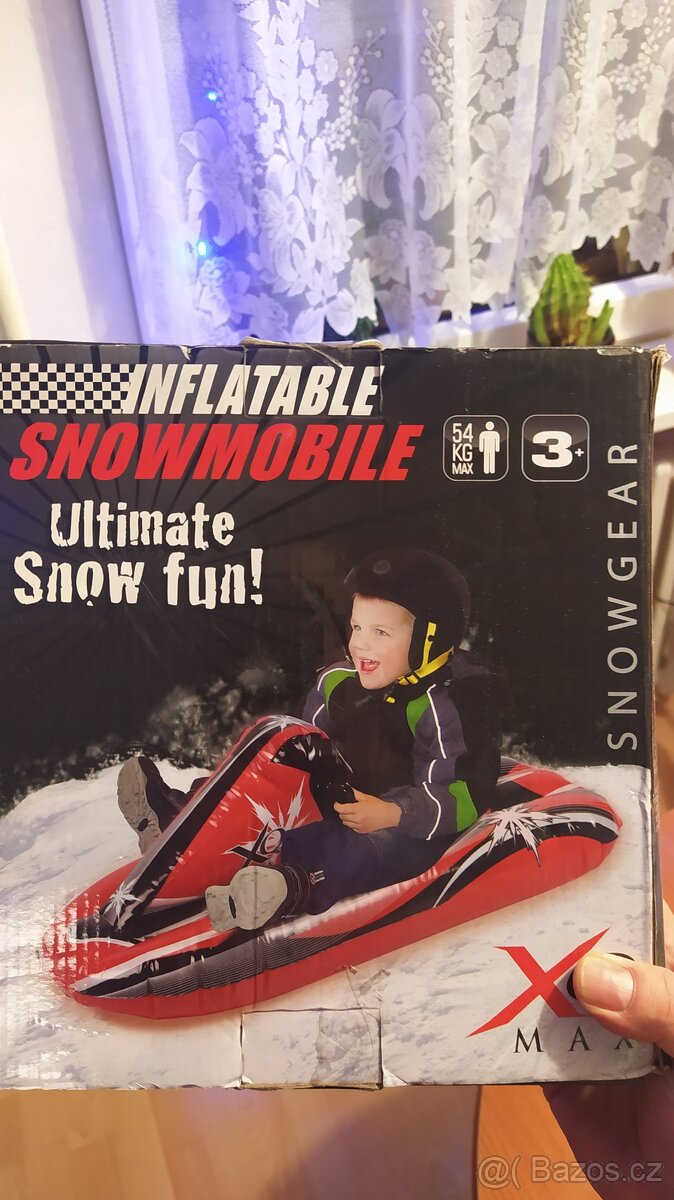 INFLATABLE
SNOWMOBILE
54
KG
MAX
3+
Ultimate
Snow fun!
SNOWGEAR
X
MAX
@( Bazos.cz